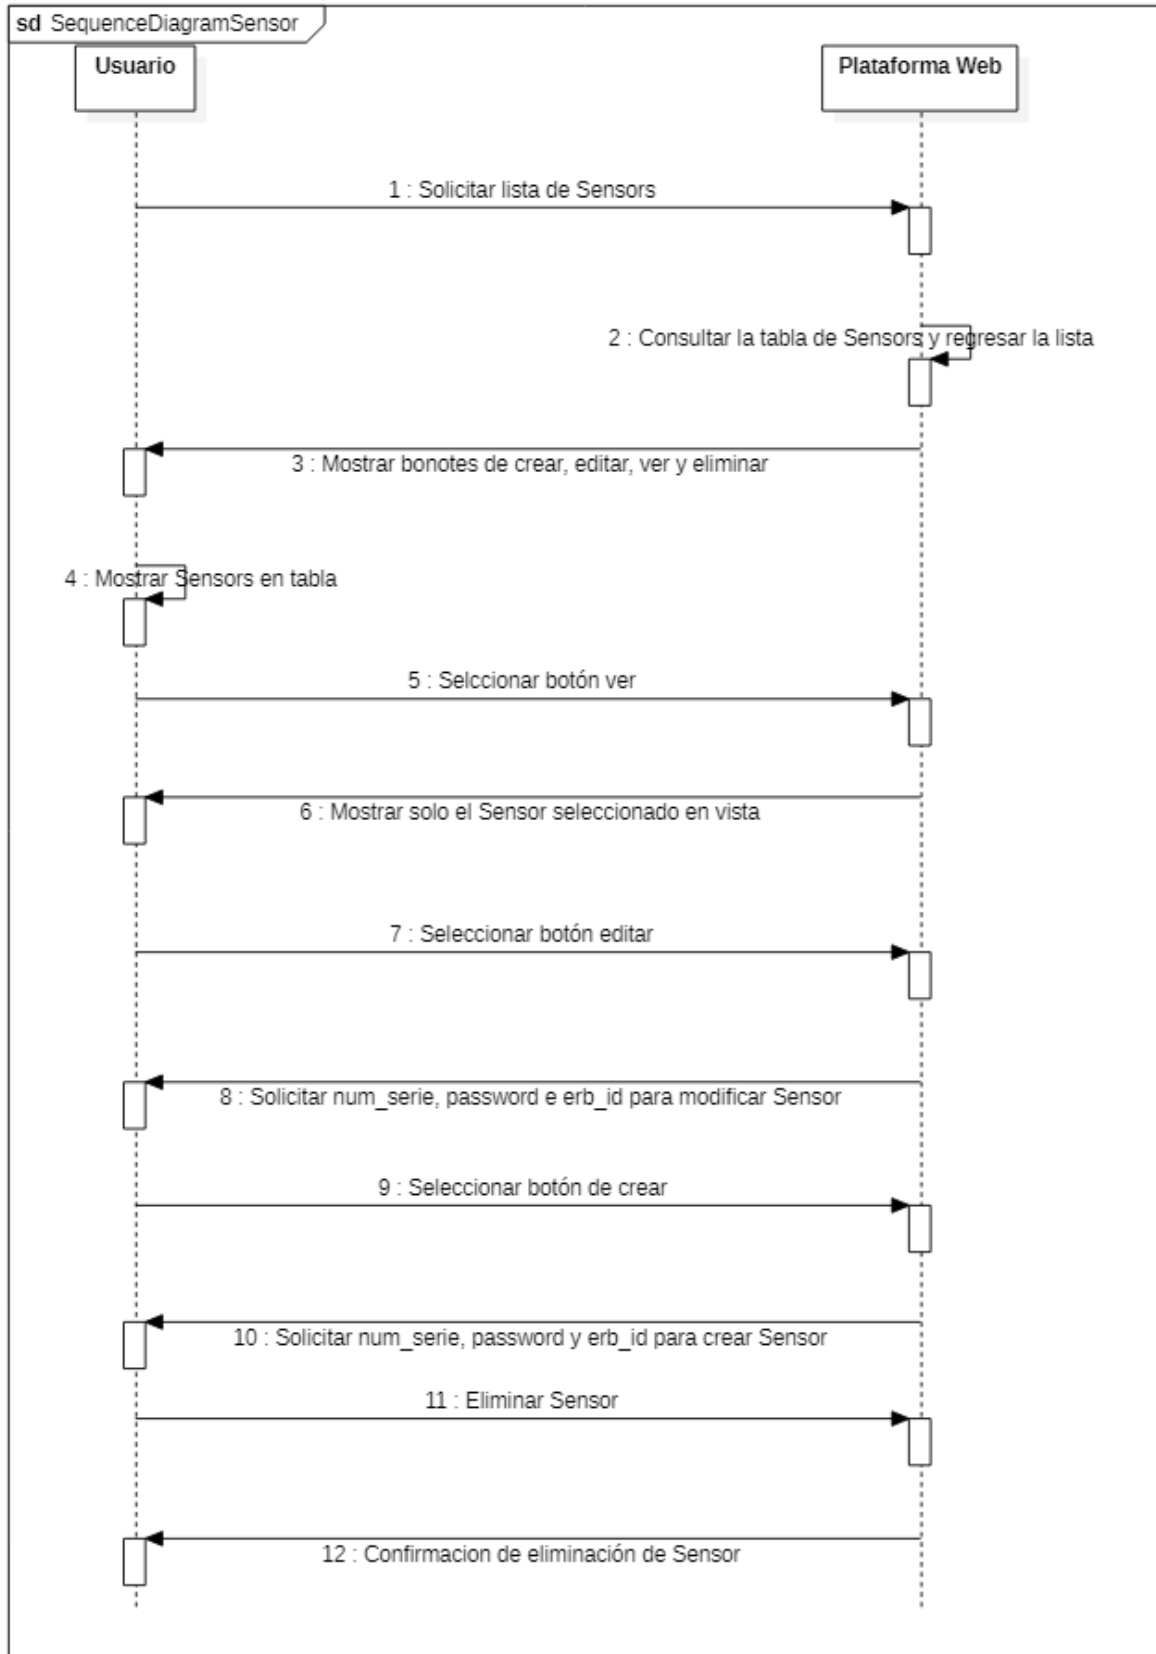 sd SequenceDiagramSensor
Usuario
Plataforma Web
1 : Solicitar lista de Sensors
2 : Consultar la tabla de Sensors y regresar la lista
3 : Mostrar bonotes de crear, editar, ver y eliminar
4 : Mostrar Sensors en tabla
5 : Selccionar botón ver
6 : Mostrar solo el Sensor seleccionado en vista
7 : Seleccionar botón editar
8 : Solicitar num_serie, password e erb_id para modificar Sensor
9 : Seleccionar botón de crear
10 : Solicitar num_serie, password y erb_id para crear Sensor
11 : Eliminar Sensor
12 : Confirmacion de eliminación de Sensor